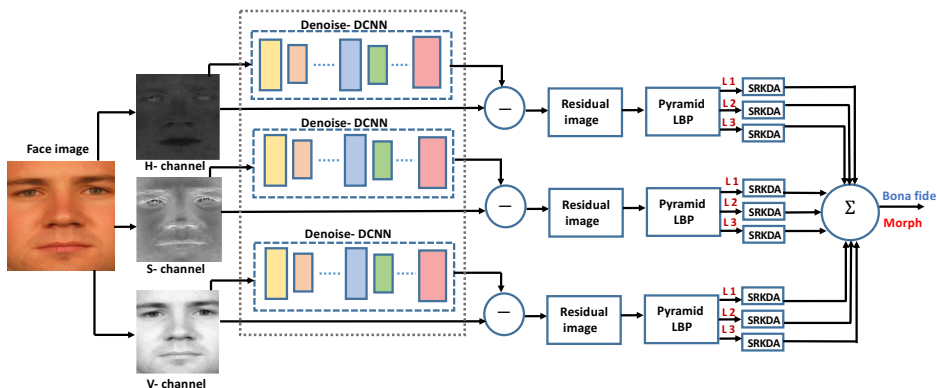 Face image
H- channel
S- channel
V- channel
Denoise- DCNN
−
Residual
image
Pyramid
LBP
L 1
L 2
L 3
SRKDA
SRKDA
SRKDA
Denoise- DCNN
−
Residual
image
Pyramid
LBP
L 1
L 2
L 3
SRKDA
SRKDA
SRKDA
Denoise- DCNN
−
Residual
image
Pyramid
LBP
L 1
L 2
L 3
SRKDA
SRKDA
SRKDA
Σ
Bona fide
Morph